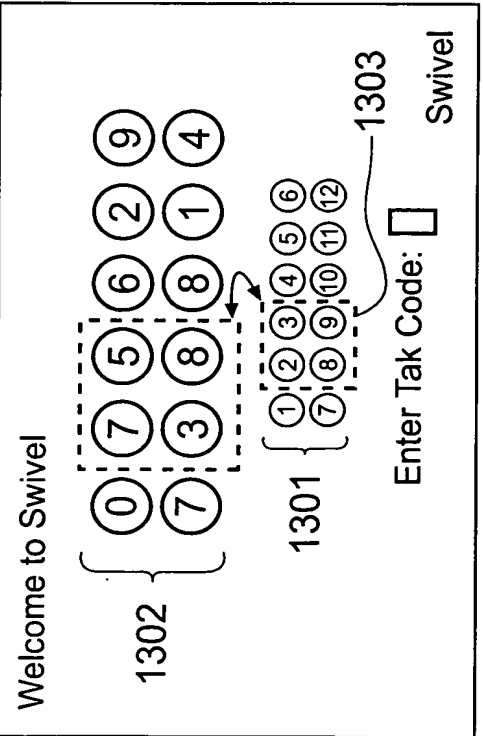 Welcome to Swivel
1302
0 7 5 6 2 9
7 3 8 8 1 4
1301
1 2 3 4 5 6
7 8 9 10 11 12
1303
Enter Tak Code:
Swivel